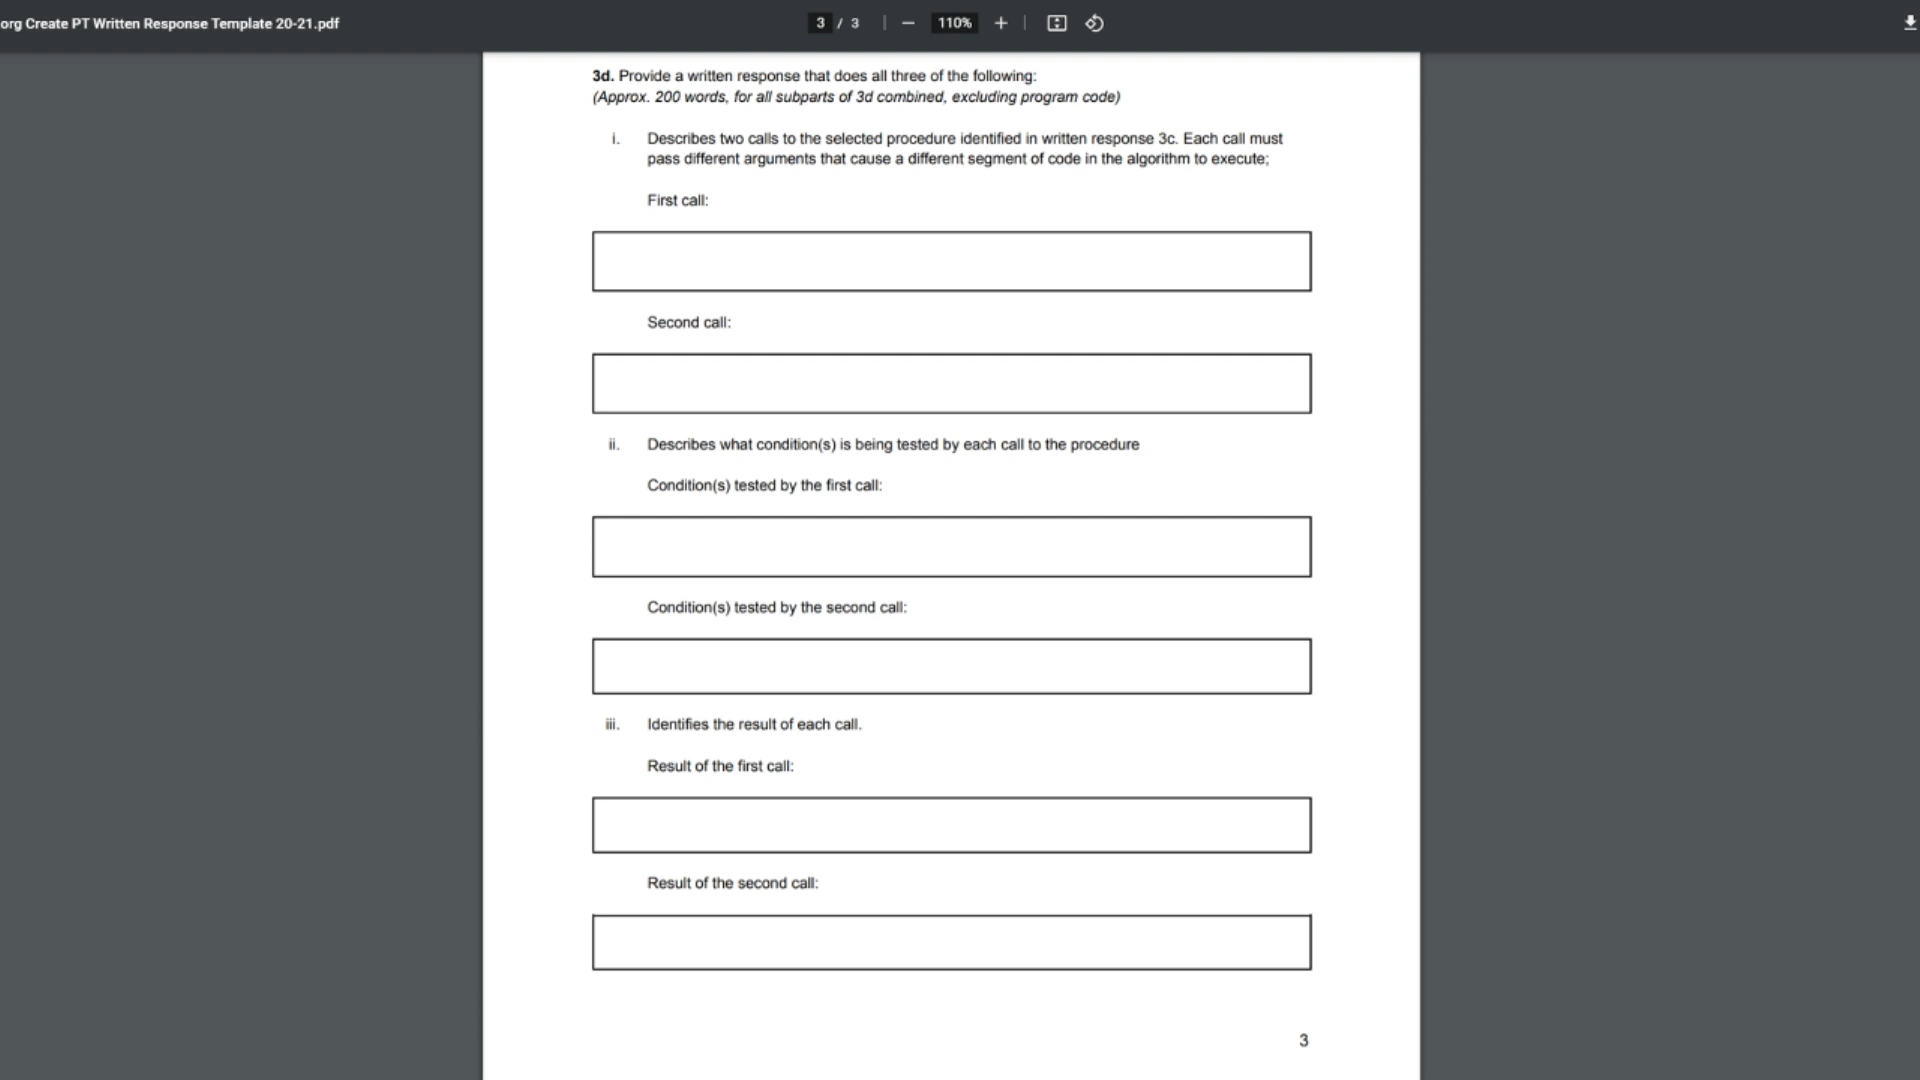 org Create PT Written Response Template 20-21.pdf
3 / 3 | − 110% + |
3d. Provide a written response that does all three of the following:
(Approx. 200 words, for all subparts of 3d combined, excluding program code)
i. Describes two calls to the selected procedure identified in written response 3c. Each call must
pass different arguments that cause a different segment of code in the algorithm to execute;
First call:
Second call:
ii. Describes what condition(s) is being tested by each call to the procedure
Condition(s) tested by the first call:
Condition(s) tested by the second call:
iii. Identifies the result of each call.
Result of the first call:
Result of the second call:
3